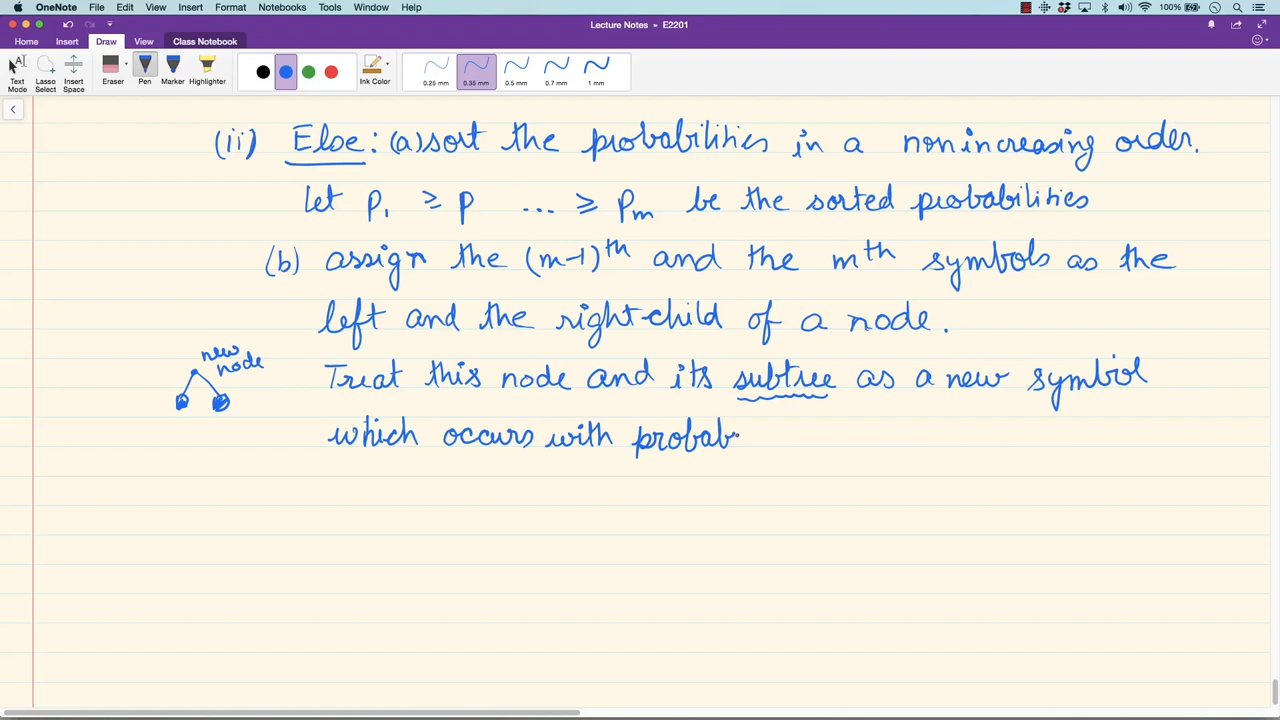 OneNote File Edit View Insert Format Notebooks Tools Window Help 100%
Lecture Notes » E2201
Home Insert Draw View Class Notebook
Text Mode Lasso Select Insert Space Eraser Pen Marker Highlighter Ink Color 0.25 mm 0.35 mm 0.5 mm 0.7 mm 1 mm
(ii) Else: (a) sort the probabilities in a nonincreasing order.
let p₁ ≥ p ... ≥ pₘ be the sorted probabilities
(b) assign the (m-1)ᵗʰ and the mᵗʰ symbols as the
left and the right-child of a node.
new node
Treat this node and its subtree as a new symbol
which occurs with probab